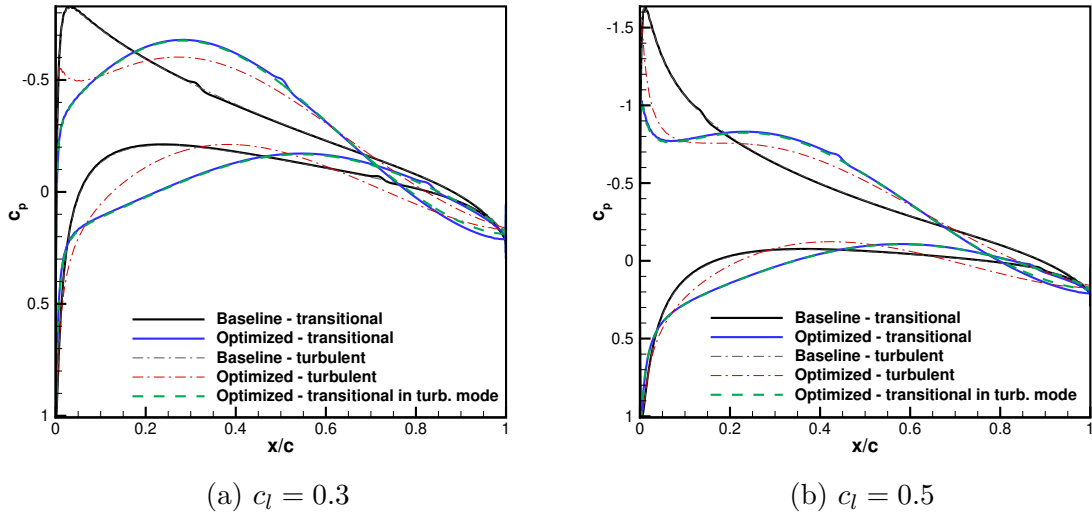 -0.5
0
0.5
1
c_p
0
0.2
0.4
0.6
0.8
1
x/c
Baseline - transitional
Optimized - transitional
Baseline - turbulent
Optimized - turbulent
Optimized - transitional in turb. mode
(a) c_l = 0.3
-1.5
-1
-0.5
0
0.5
1
c_p
0
0.2
0.4
0.6
0.8
1
x/c
Baseline - transitional
Optimized - transitional
Baseline - turbulent
Optimized - turbulent
Optimized - transitional in turb. mode
(b) c_l = 0.5